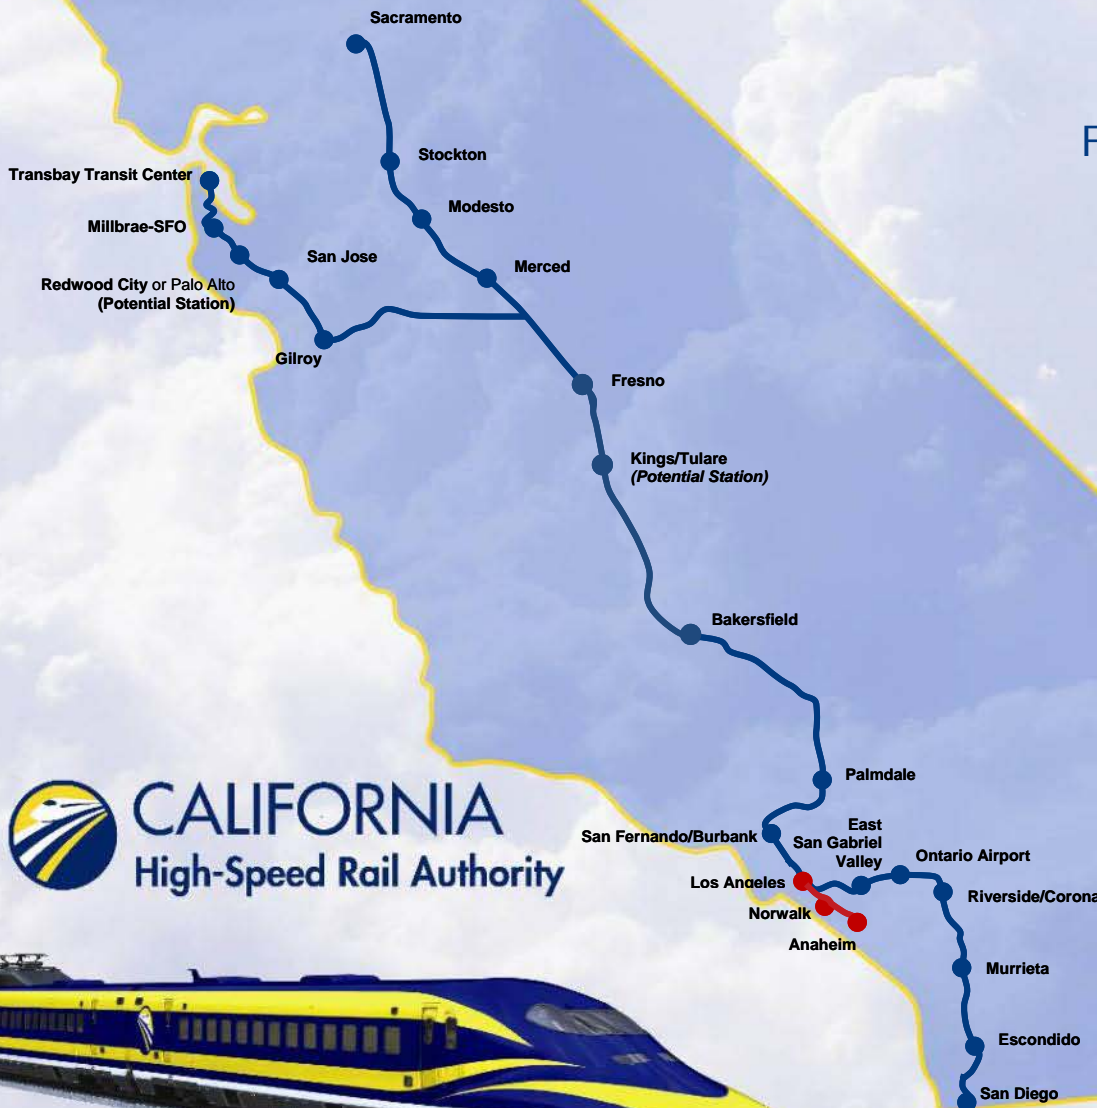 Sacramento
Stockton
Transbay Transit Center
Modesto
Millbrae-SFO
San Jose
Merced
Redwood City or Palo Alto
(Potential Station)
Gilroy
Fresno
Kings/Tulare
(Potential Station)
Bakersfield
Palmdale
CALIFORNIA
High-Speed Rail Authority
San Fernando/Burbank
East
San Gabriel
Valley
Ontario Airport
Los Angeles
Riverside/Corona
Norwalk
Anaheim
Murrieta
Escondido
San Diego